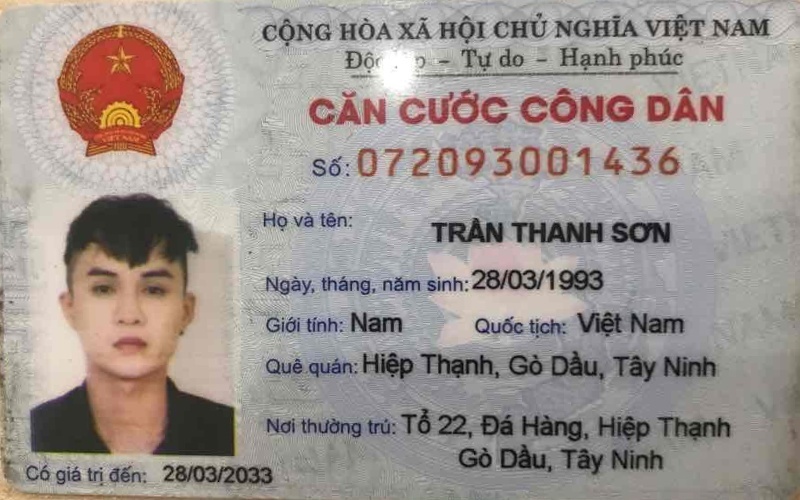 CỘNG HÒA XÃ HỘI CHỦ NGHĨA VIỆT NAM
– Tự do – Hạnh phúc
CĂN CƯỚC CÔNG DÂN
Số: 072093001436
Họ và tên: TRẦN THANH SƠN
Ngày, tháng, năm sinh: 28/03/1993
Giới tính: Nam Quốc tịch: Việt Nam
Quê quán: Hiệp Thạnh, Gò Dầu, Tây Ninh
Nơi thường trú: Tổ 22, Đá Hàng, Hiệp Thạnh
Gò Dầu, Tây Ninh
Có giá trị đến: 28/03/2033